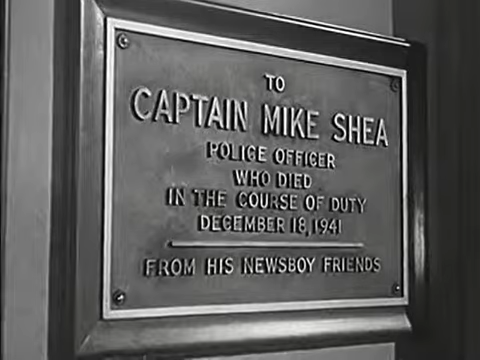 TO
CAPTAIN MIKE SHEA
POLICE OFFICER
WHO DIED
IN THE COURSE OF DUTY
DECEMBER 18, 1941
FROM HIS NEWSBOY FRIENDS